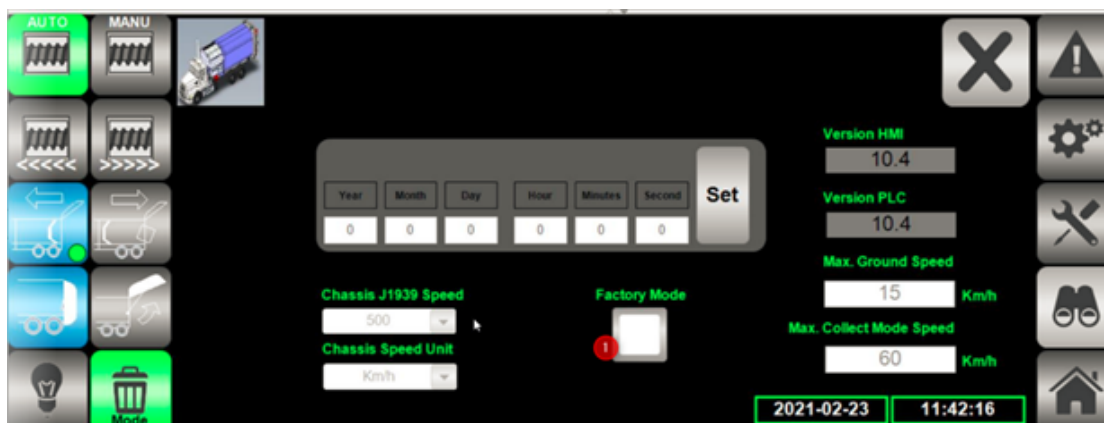 AUTO
MANU
<<<<<
>>>>>
Mode
Year
Month
Day
Hour
Minutes
Second
0
0
0
0
0
0
Set
Chassis J1939 Speed
500
Chassis Speed Unit
Km/h
Factory Mode
1
Version HMI
10.4
Version PLC
10.4
Max. Ground Speed
15 Km/h
Max. Collect Mode Speed
60 Km/h
2021-02-23
11:42:16